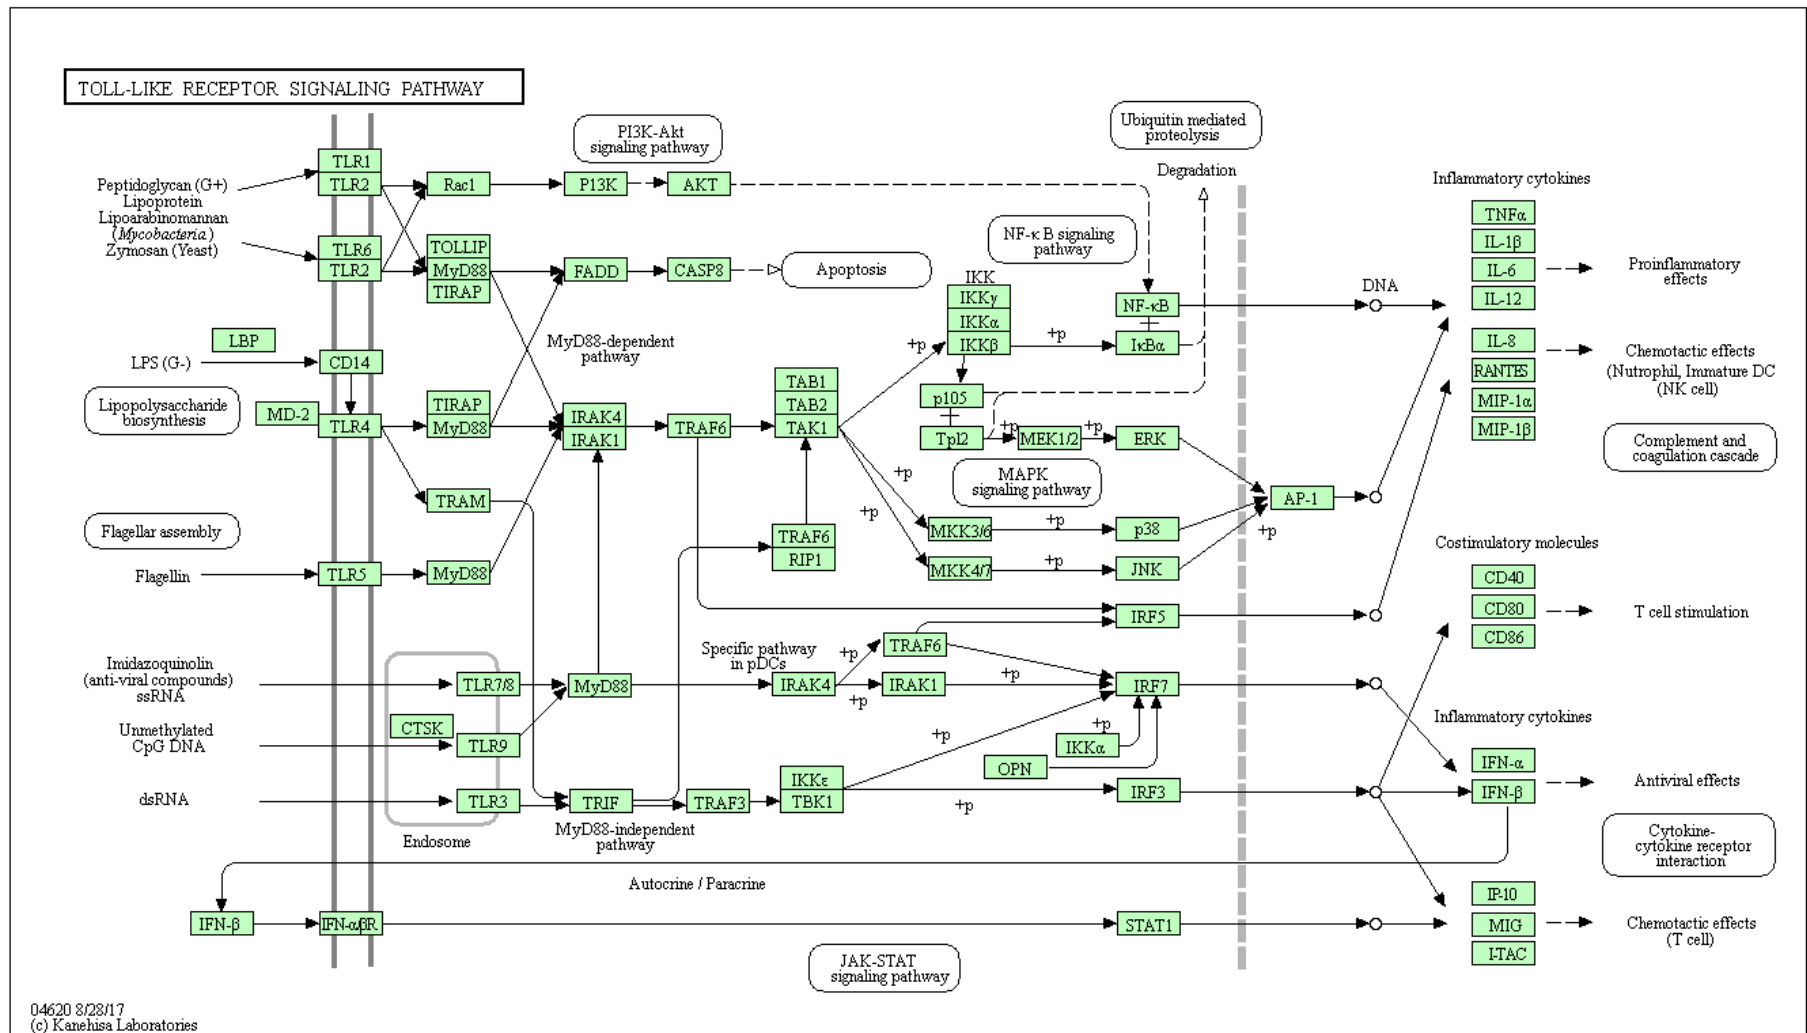 TOLL-LIKE RECEPTOR SIGNALING PATHWAY
PI3K-Akt
signaling pathway
Ubiquitin mediated
proteolysis
Degradation
TLR1
TLR2
Rac1
P13K
AKT
Peptidoglycan (G+)
Lipoprotein
Lipoarabinomannan
(Mycobacteria)
Zymosan (Yeast)
TLR6
TLR2
TOLLIP
MyD88
TIRAP
FADD
CASP8
Apoptosis
NF-κ B signaling
pathway
IKK
IKKγ
IKKα
IKKβ
+p
+p
NF-κB
IκBα
DNA
Inflammatory cytokines
TNFα
IL-1β
IL-6
IL-12
Proinflammatory
effects
IL-8
RANTES
MIP-1α
MIP-1β
Chemotactic effects
(Nutrophil, Immature DC
(NK cell)
Complement and
coagulation cascade
LBP
LPS (G-)
CD14
MyD88-dependent
pathway
Lipopolysaccharide
biosynthesis
MD-2
TLR4
TIRAP
MyD88
IRAK4
IRAK1
TRAF6
TAB1
TAB2
TAK1
p105
Tpl2
+p
MEK1/2
+p
ERK
MAPK
signaling pathway
AP-1
TRAM
+p
+p
TRAF6
RIP1
MKK3/6
+p
p38
+p
MKK4/7
+p
JNK
Flagellar assembly
Flagellin
TLR5
MyD88
IRF5
Costimulatory molecules
CD40
CD80
CD86
T cell stimulation
Imidazoquinolin
(anti-viral compounds)
ssRNA
TLR7/8
MyD88
Specific pathway
in pDCs
+p
TRAF6
IRAK4
+p
IRAK1
+p
IRF7
Unmethylated
CpG DNA
CTSK
TLR9
+p
+p
IKKα
OPN
Inflammatory cytokines
IFN-α
IFN-β
Antiviral effects
dsRNA
TLR3
TRIF
TRAF3
IKKε
TBK1
+p
IRF3
Endosome
MyD88-independent
pathway
Cytokine-
cytokine receptor
interaction
Autocrine / Paracrine
IFN-β
IFN-α/βR
STAT1
IP-10
MIG
I-TAC
Chemotactic effects
(T cell)
JAK-STAT
signaling pathway
04620 8/28/17
(c) Kanehisa Laboratories